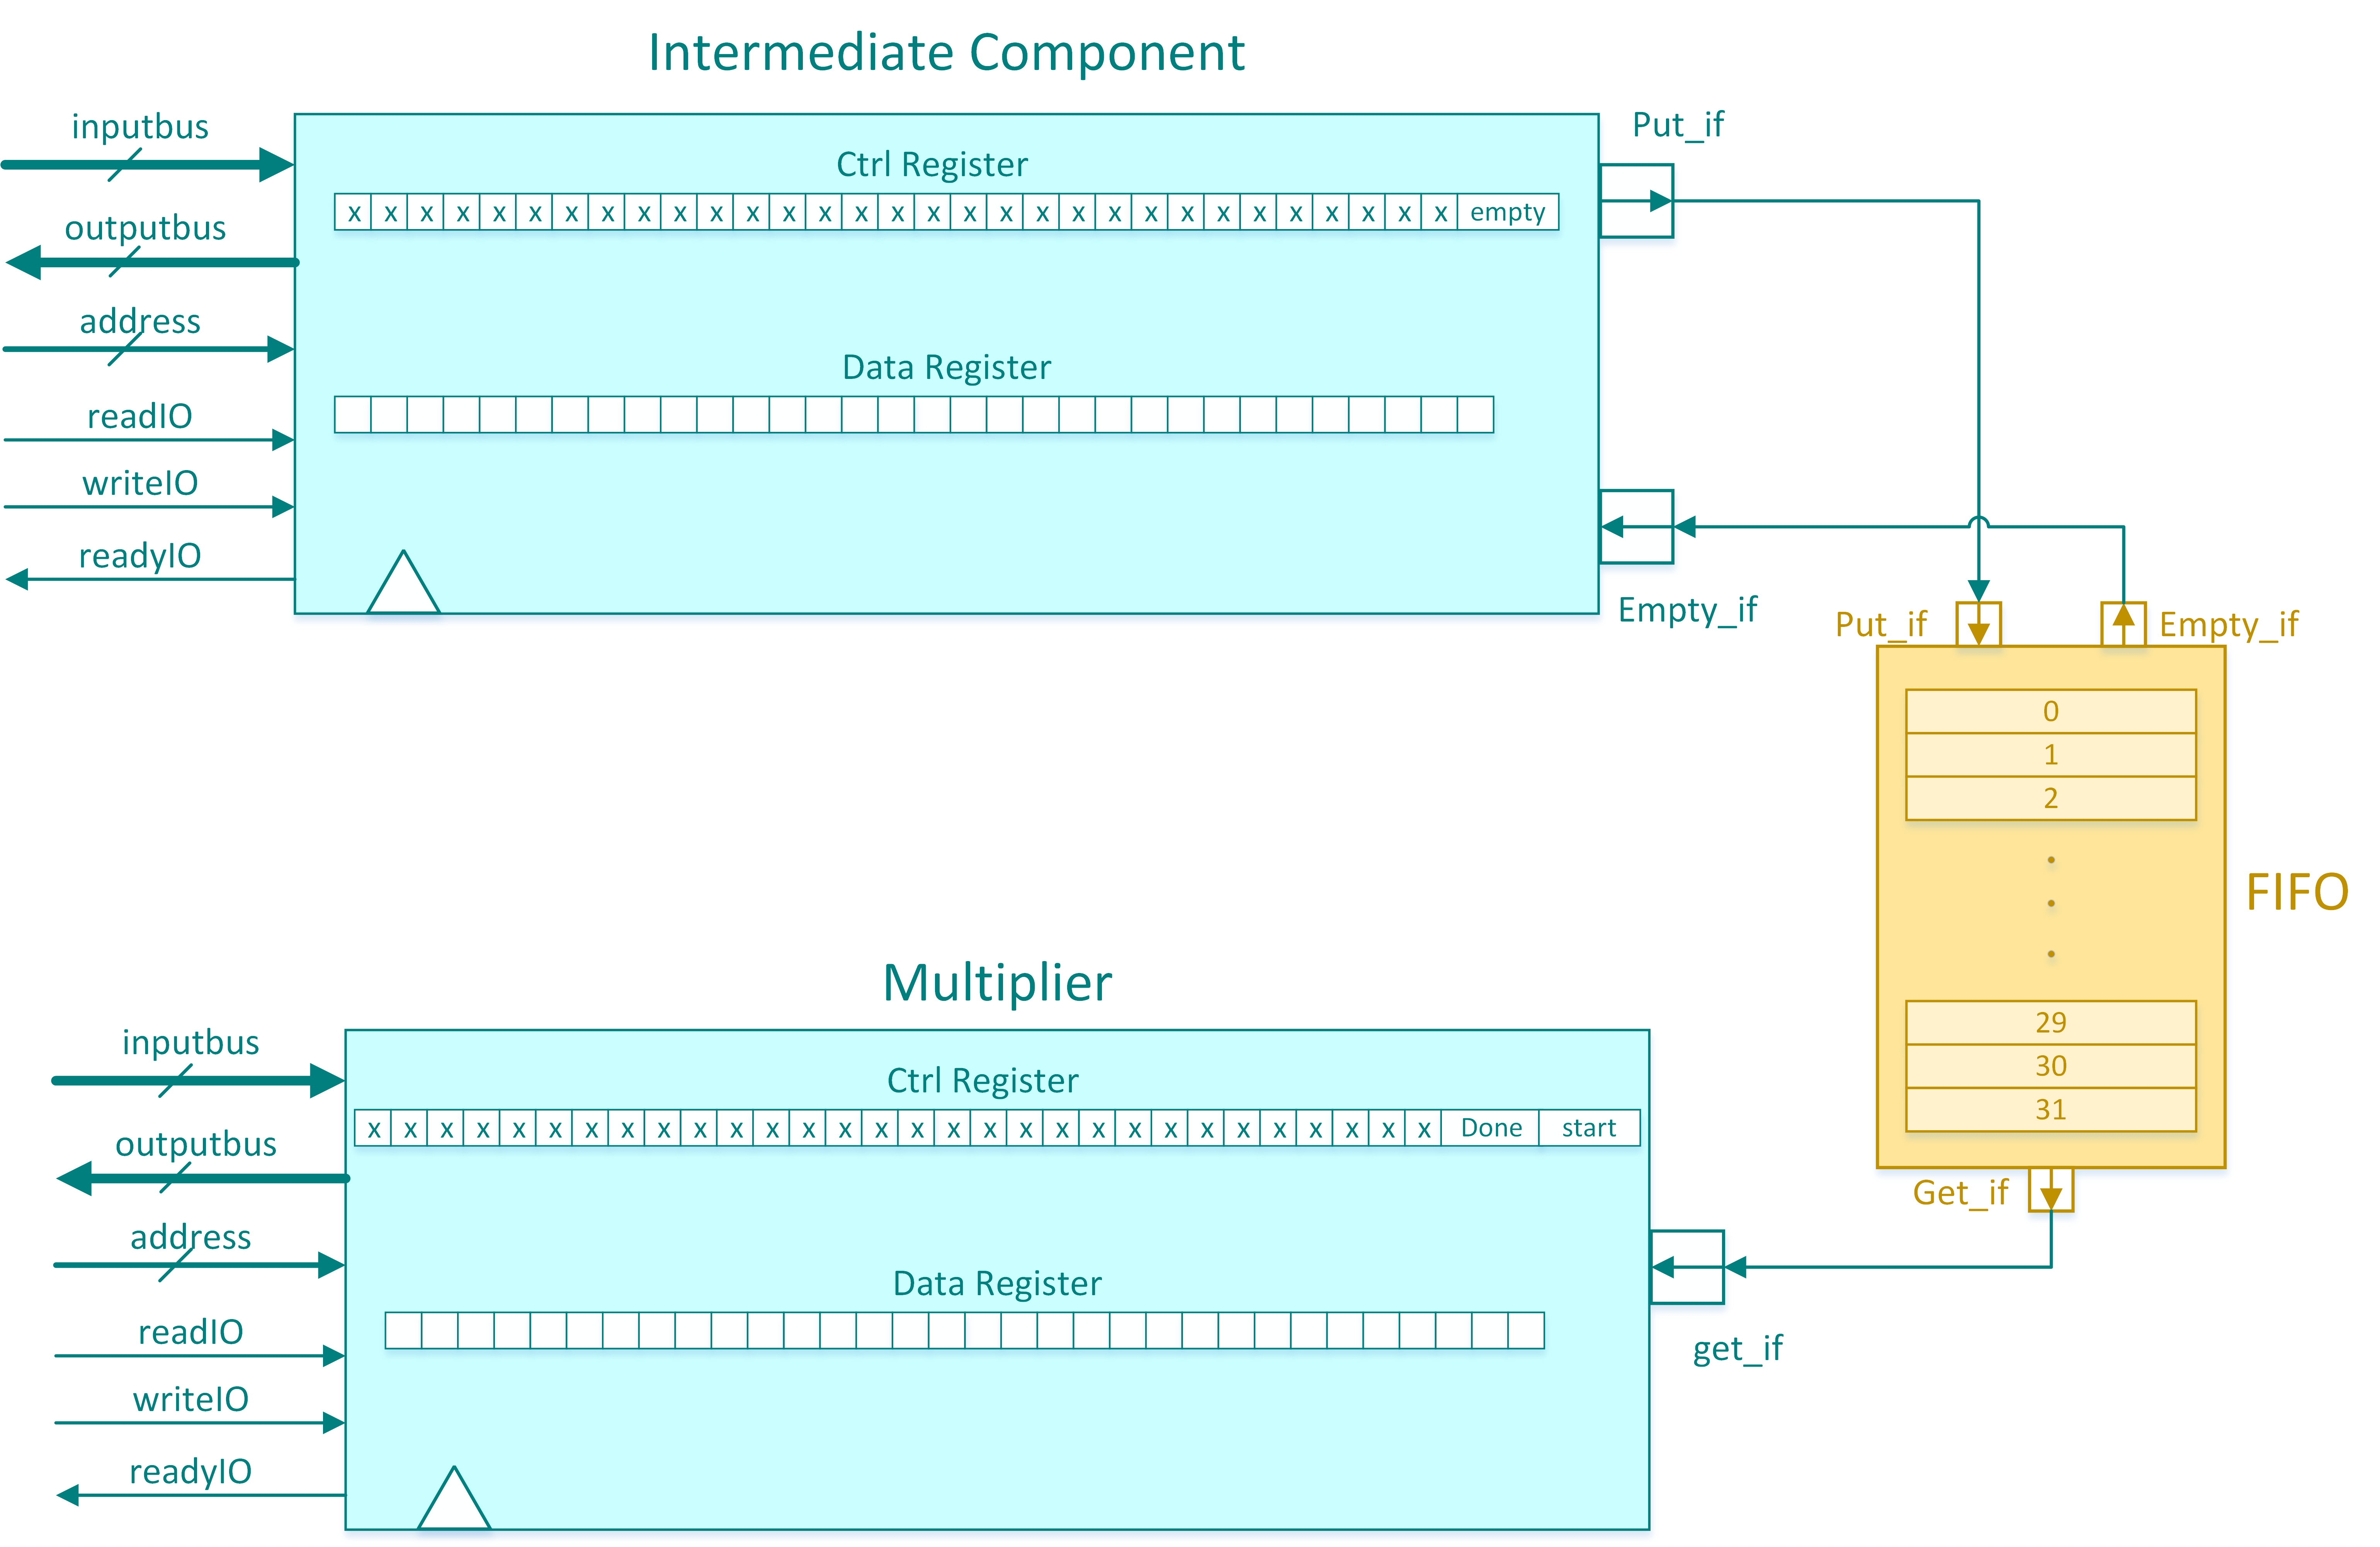 Intermediate Component
inputbus
outputbus
address
readIO
writeIO
readyIO
Ctrl Register
x x x x x x x x x x x x x x x x x x x x x x x x x x x x x x x empty
Data Register
Put_if
Empty_if
Put_if
Empty_if
0
1
2
29
30
31
FIFO
Get_if
Multiplier
inputbus
outputbus
address
readIO
writeIO
readyIO
Ctrl Register
x x x x x x x x x x x x x x x x x x x x x x x x x x x x x x Done start
Data Register
get_if